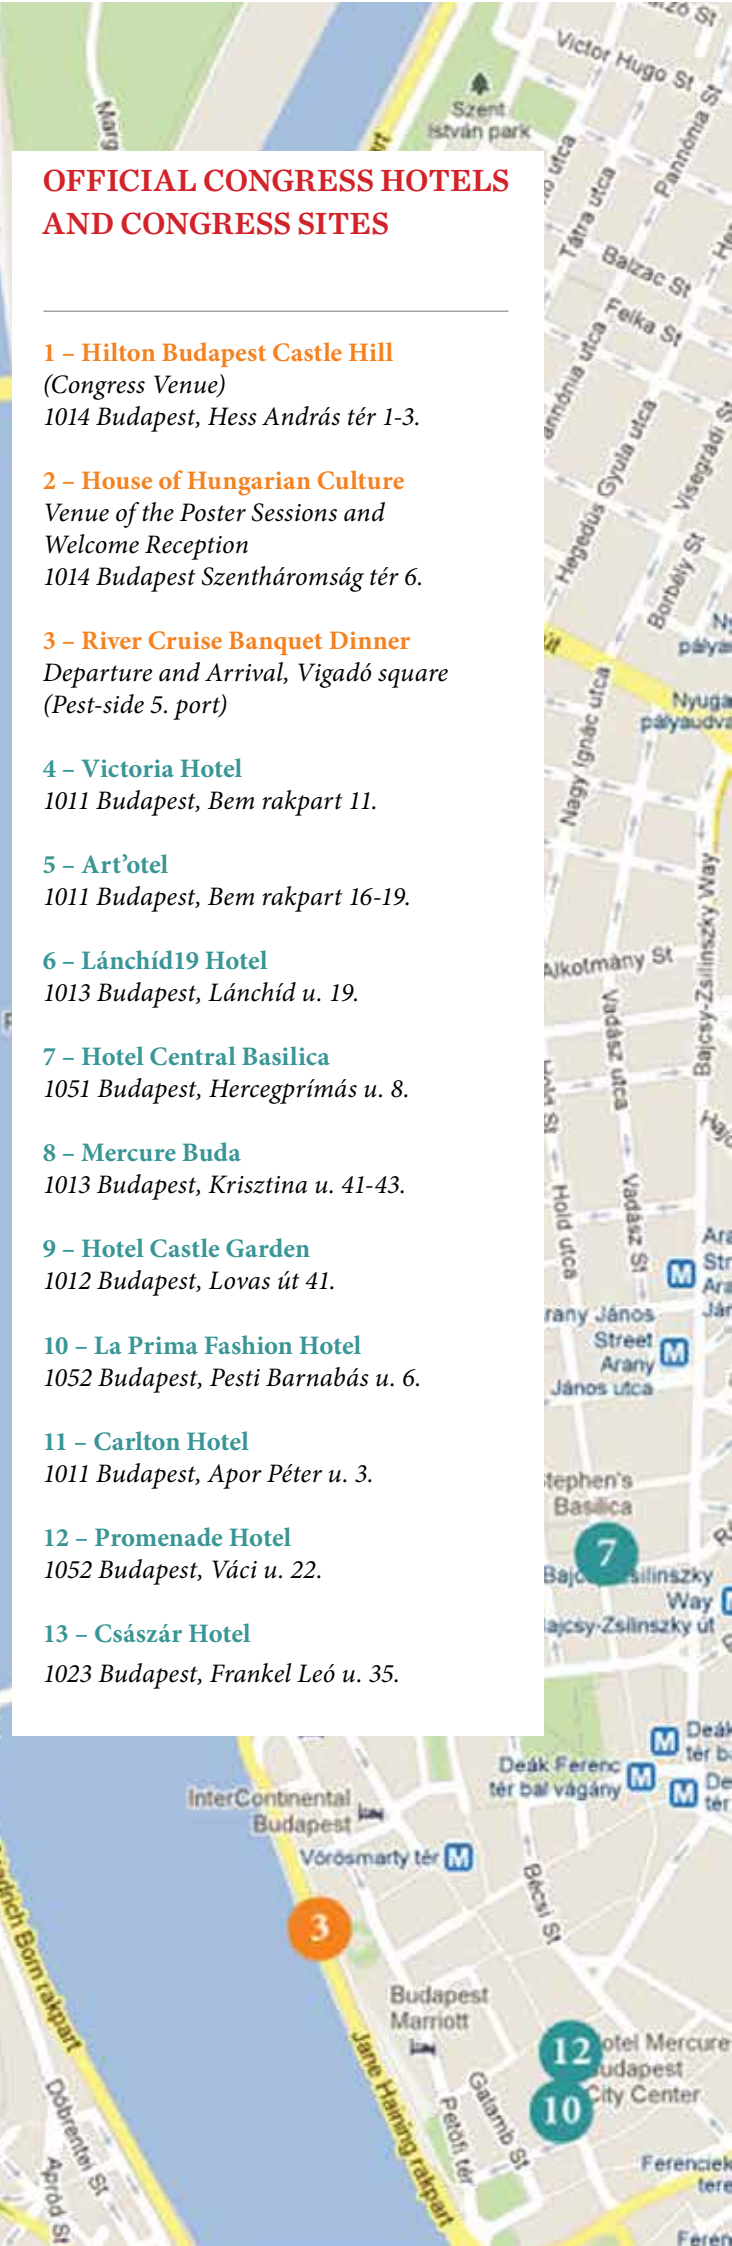 Victor Hugo St
Szent
István park
Pannónia St
Tátra utca
Balzac St
Felka St
OFFICIAL CONGRESS HOTELS
AND CONGRESS SITES
1 – Hilton Budapest Castle Hill
(Congress Venue)
1014 Budapest, Hess András tér 1-3.
2 – House of Hungarian Culture
Venue of the Poster Sessions and
Welcome Reception
1014 Budapest Szentháromság tér 6.
3 – River Cruise Banquet Dinner
Departure and Arrival, Vigadó square
(Pest-side 5. port)
4 – Victoria Hotel
1011 Budapest, Bem rakpart 11.
5 – Art’otel
1011 Budapest, Bem rakpart 16-19.
6 – Lánchíd19 Hotel
1013 Budapest, Lánchíd u. 19.
7 – Hotel Central Basilica
1051 Budapest, Hercegprímás u. 8.
8 – Mercure Buda
1013 Budapest, Krisztina u. 41-43.
9 – Hotel Castle Garden
1012 Budapest, Lovas út 41.
10 – La Prima Fashion Hotel
1052 Budapest, Pesti Barnabás u. 6.
11 – Carlton Hotel
1011 Budapest, Apor Péter u. 3.
12 – Promenade Hotel
1052 Budapest, Váci u. 22.
13 – Császár Hotel
1023 Budapest, Frankel Leó u. 35.
Hegedűs Gyula utca
Visegrádi St
Borbély St
Nagy Ignác utca
Bajcsy-Zsilinszky Way
Alkotmány St
Vadász utca
Hold St
Hold utca
Vadász St
M
János
Street
Arany
János utca
M
Basilica
7
Way
M
Deák Ferenc
tér bal vágány
M
M
InterContinental
Budapest
Vörösmarty tér
M
Bécsi St
3
Budapest
Marriott
12
Mercure
City Center
10
Jane Haining rakpart
Galamb St
Petőfi tér
Born rakpart
Döbrentei St
Apród St